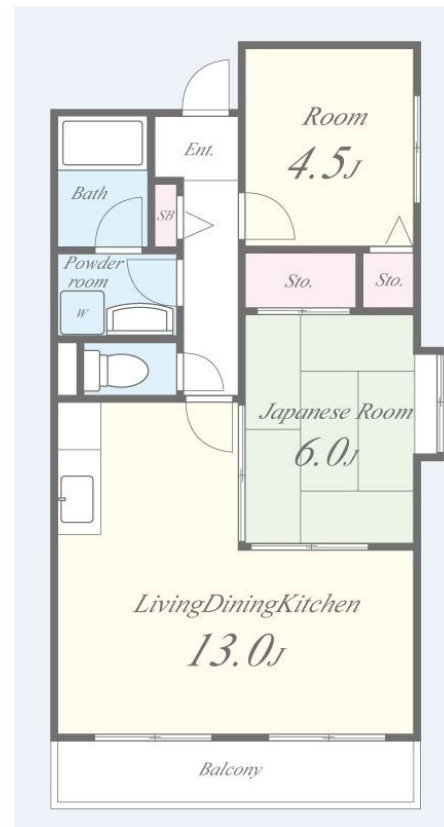 Room
4.5J
Ent.
Bath
SB
Powder
room
W
Sto.
Sto.
Japanese Room
6.0J
LivingDiningKitchen
13.0J
Balcony